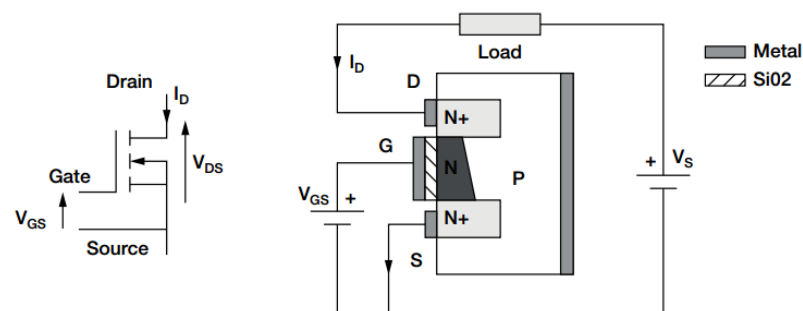 Drain
I_D
Gate
V_DS
V_GS
Source
Load
I_D
D
N+
G
N
P
V_GS
+
N+
S
+
V_S
Metal
Si02